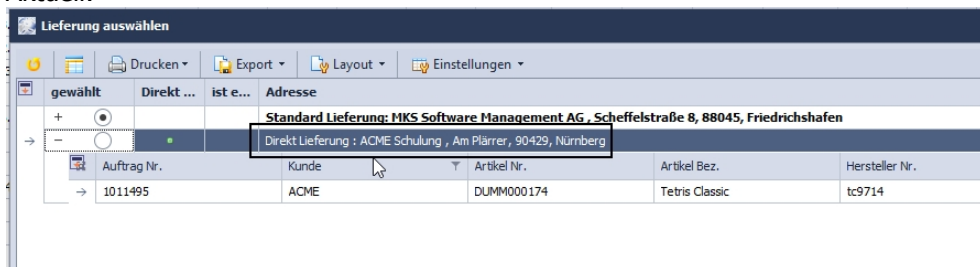 Lieferung auswählen
Drucken Export Layout Einstellungen
gewählt Direkt ... ist e... Adresse
Standard Lieferung: MKS Software Management AG , Scheffelstraße 8, 88045, Friedrichshafen
Direkt Lieferung : ACME Schulung , Am Plärrer, 90429, Nürnberg
Auftrag Nr. Kunde Artikel Nr. Artikel Bez. Hersteller Nr.
1011495 ACME DUMM000174 Tetris Classic tc9714